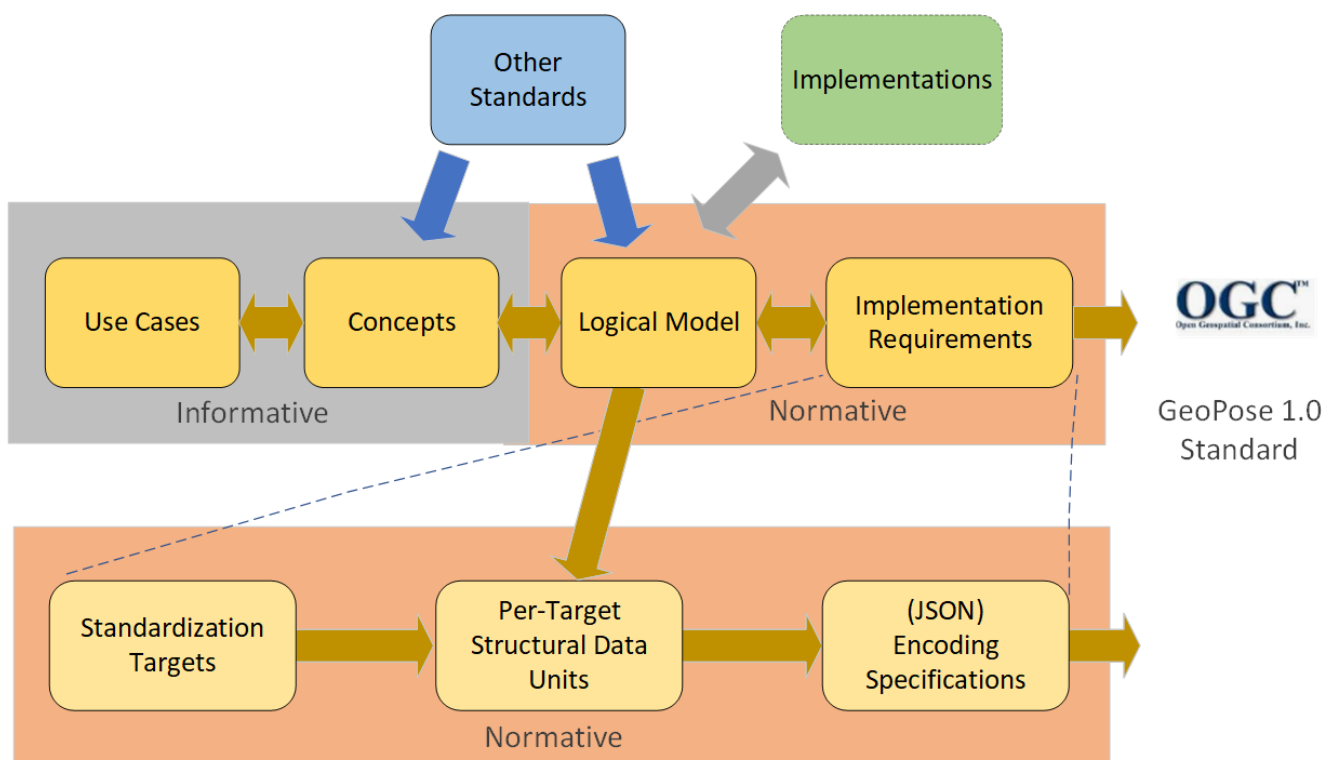 Other
Standards
Implementations
Use Cases
Concepts
Logical Model
Implementation
Requirements
Informative
Normative
OGC™
Open Geospatial Consortium, Inc.
GeoPose 1.0
Standard
Standardization
Targets
Per-Target
Structural Data
Units
(JSON)
Encoding
Specifications
Normative